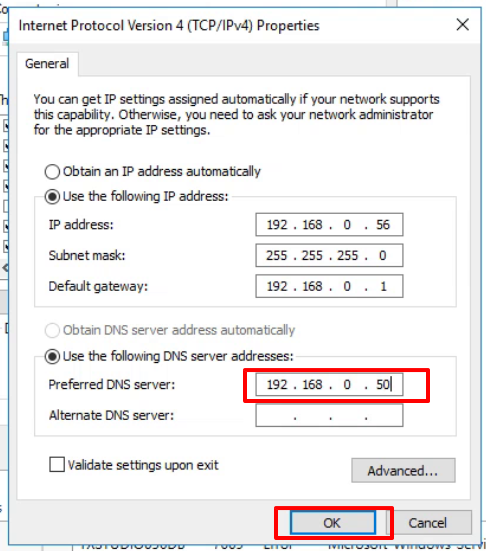 Internet Protocol Version 4 (TCP/IPv4) Properties
General
You can get IP settings assigned automatically if your network supports
this capability. Otherwise, you need to ask your network administrator
for the appropriate IP settings.
Obtain an IP address automatically
Use the following IP address:
IP address: 192 . 168 . 0 . 56
Subnet mask: 255 . 255 . 255 . 0
Default gateway: 192 . 168 . 0 . 1
Obtain DNS server address automatically
Use the following DNS server addresses:
Preferred DNS server: 192 . 168 . 0 . 50
Alternate DNS server: . . .
Validate settings upon exit
Advanced...
OK
Cancel